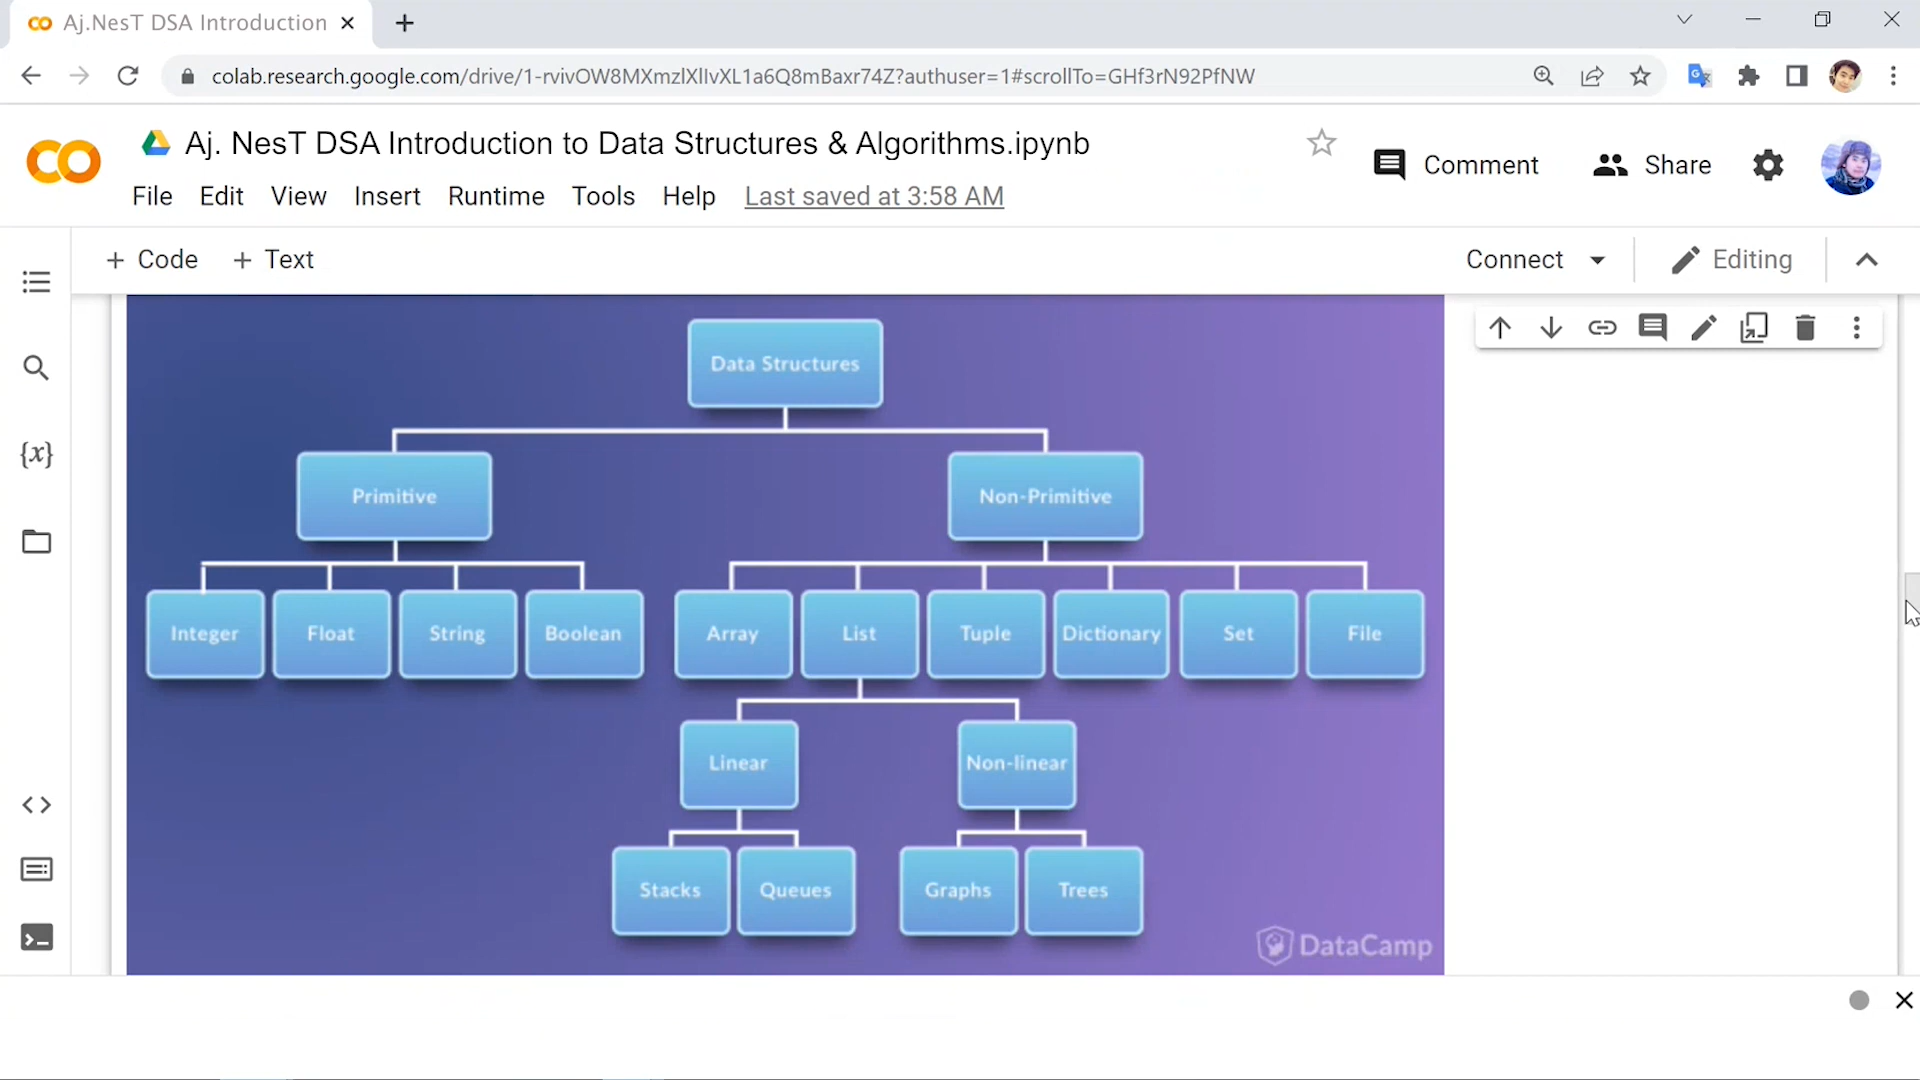 Aj.NesT DSA Introduction
colab.research.google.com/drive/1-rvivOW8MXmzlXlIvXL1a6Q8mBaxr74Z?authuser=1#scrollTo=GHf3rN92PfNW
Aj. NesT DSA Introduction to Data Structures & Algorithms.ipynb
Comment Share
File Edit View Insert Runtime Tools Help Last saved at 3:58 AM
+ Code + Text Connect Editing
{x}
Data Structures
Primitive Non-Primitive
Integer Float String Boolean Array List Tuple Dictionary Set File
Linear Non-linear
Stacks Queues Graphs Trees
DataCamp